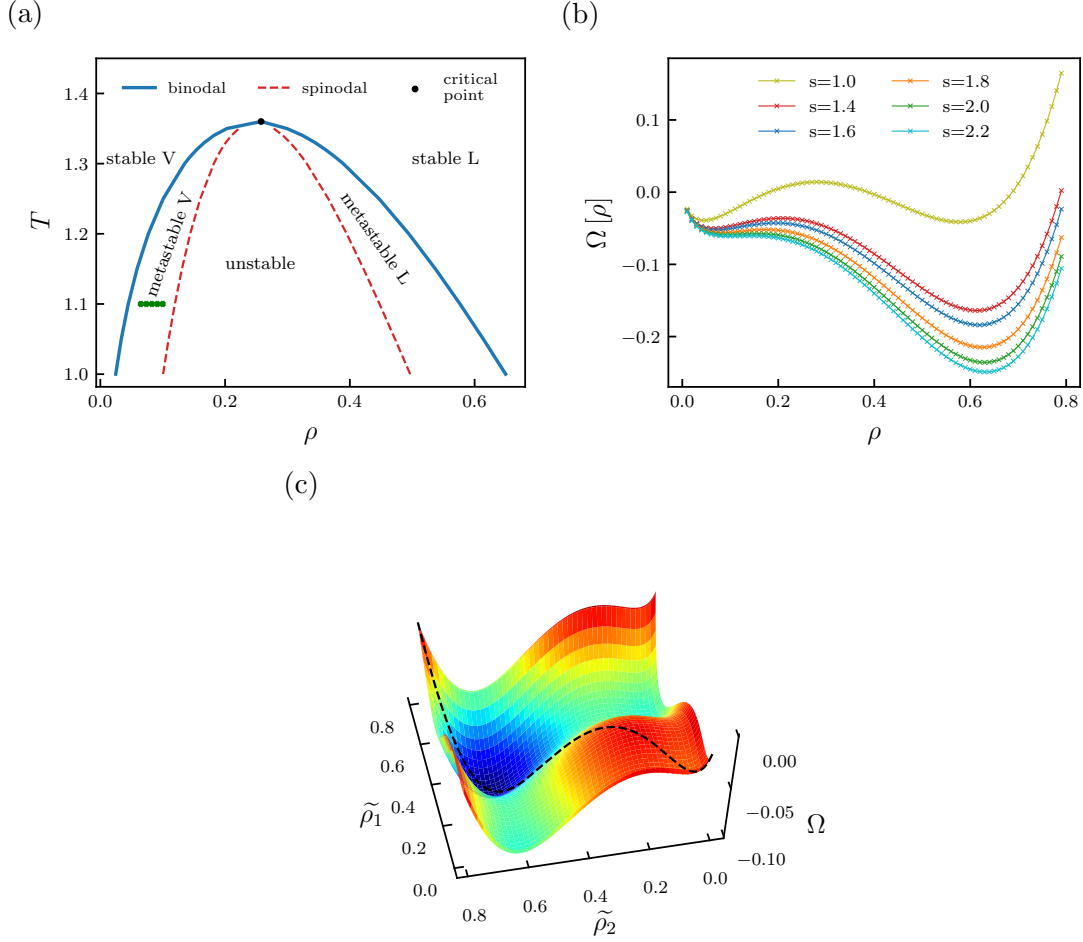 (a)
binodal
spinodal
critical
point
stable V
stable L
metastable V
metastable L
unstable
T
1.4
1.3
1.2
1.1
1.0
0.0 0.2 0.4 0.6
ρ
(b)
s=1.0
s=1.4
s=1.6
s=1.8
s=2.0
s=2.2
Ω [ρ]
0.1
0.0
−0.1
−0.2
0.0 0.2 0.4 0.6 0.8
ρ
(c)
0.8
0.6
0.4
0.2
0.0
ρ̃₁
0.8
0.6
0.4
0.2
0.0
ρ̃₂
0.00
−0.05
−0.10
Ω